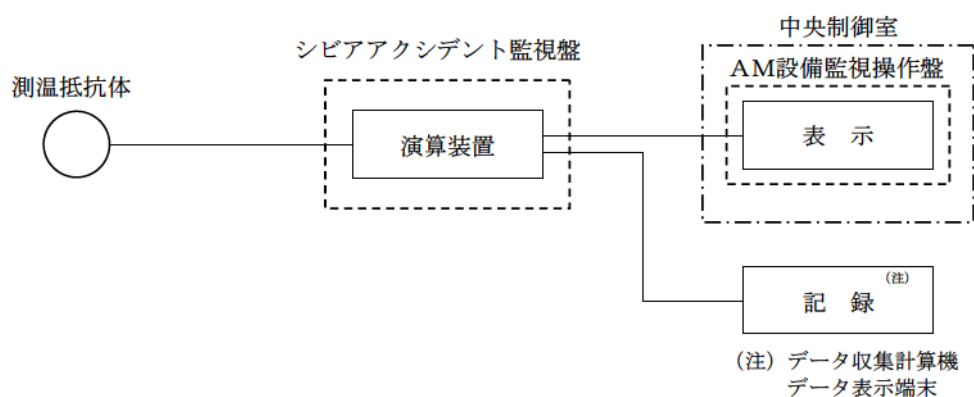 中央制御室
シビアアクシデント監視盤
AM設備監視操作盤
測温抵抗体
演算装置
表　示
記　録 (注)
(注) データ収集計算機
データ表示端末